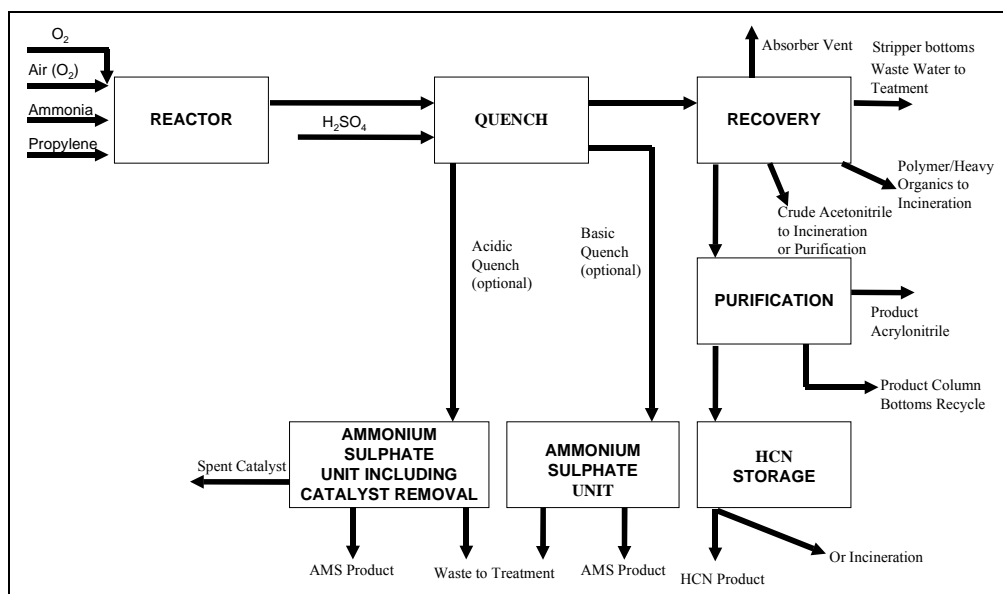 O₂
Air (O₂)
Ammonia
Propylene
REACTOR
H₂SO₄
QUENCH
Absorber Vent
RECOVERY
Stripper bottoms
Waste Water to
Teatment
Polymer/Heavy
Organics to
Incineration
Crude Acetonitrile
to Incineration
or Purification
Acidic
Quench
(optional)
Basic
Quench
(optional)
PURIFICATION
Product
Acrylonitrile
Product Column
Bottoms Recycle
Spent Catalyst
AMMONIUM
SULPHATE
UNIT INCLUDING
CATALYST REMOVAL
AMMONIUM
SULPHATE
UNIT
HCN
STORAGE
AMS Product
Waste to Treatment
AMS Product
HCN Product
Or Incineration